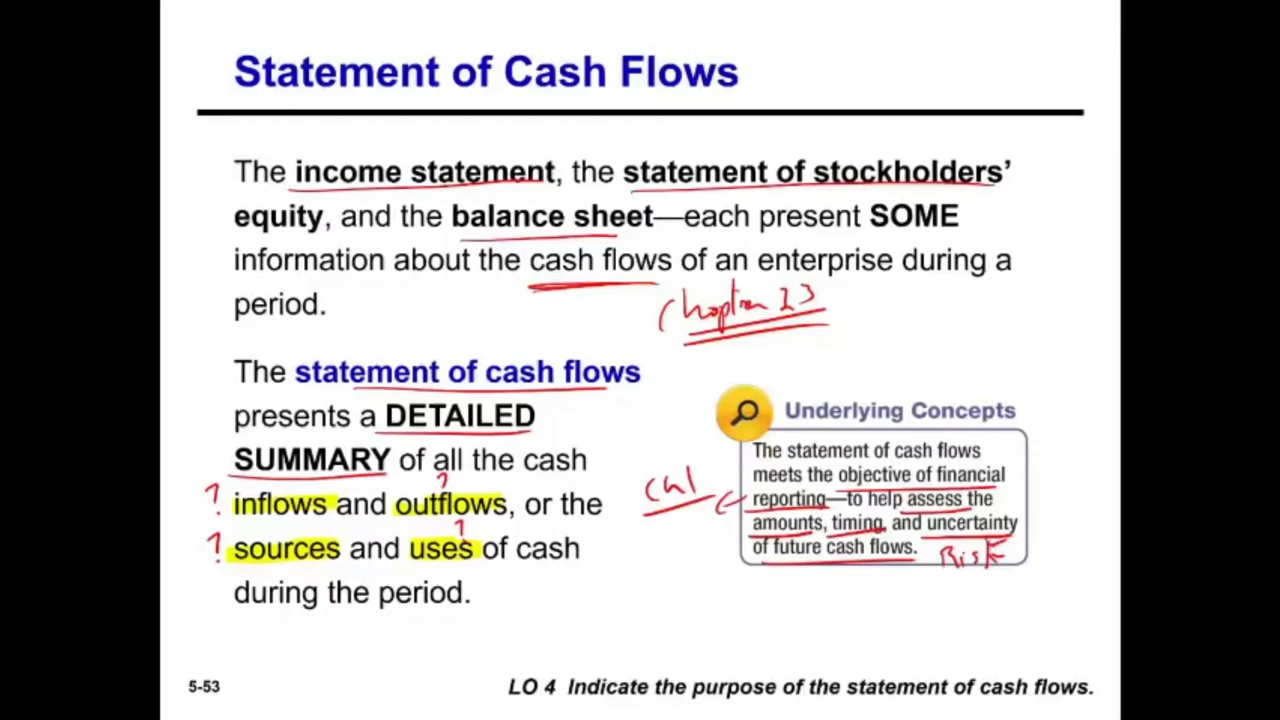 Statement of Cash Flows
The income statement, the statement of stockholders’
equity, and the balance sheet—each present SOME
information about the cash flows of an enterprise during a
period.
Chapter 23
The statement of cash flows
presents a DETAILED
SUMMARY of all the cash
? inflows and outflows, or the
?
? sources and uses of cash
?
during the period.
Underlying Concepts
The statement of cash flows
meets the objective of financial
reporting—to help assess the
amounts, timing, and uncertainty
of future cash flows.
Ch1
Risk
5-53
LO 4 Indicate the purpose of the statement of cash flows.